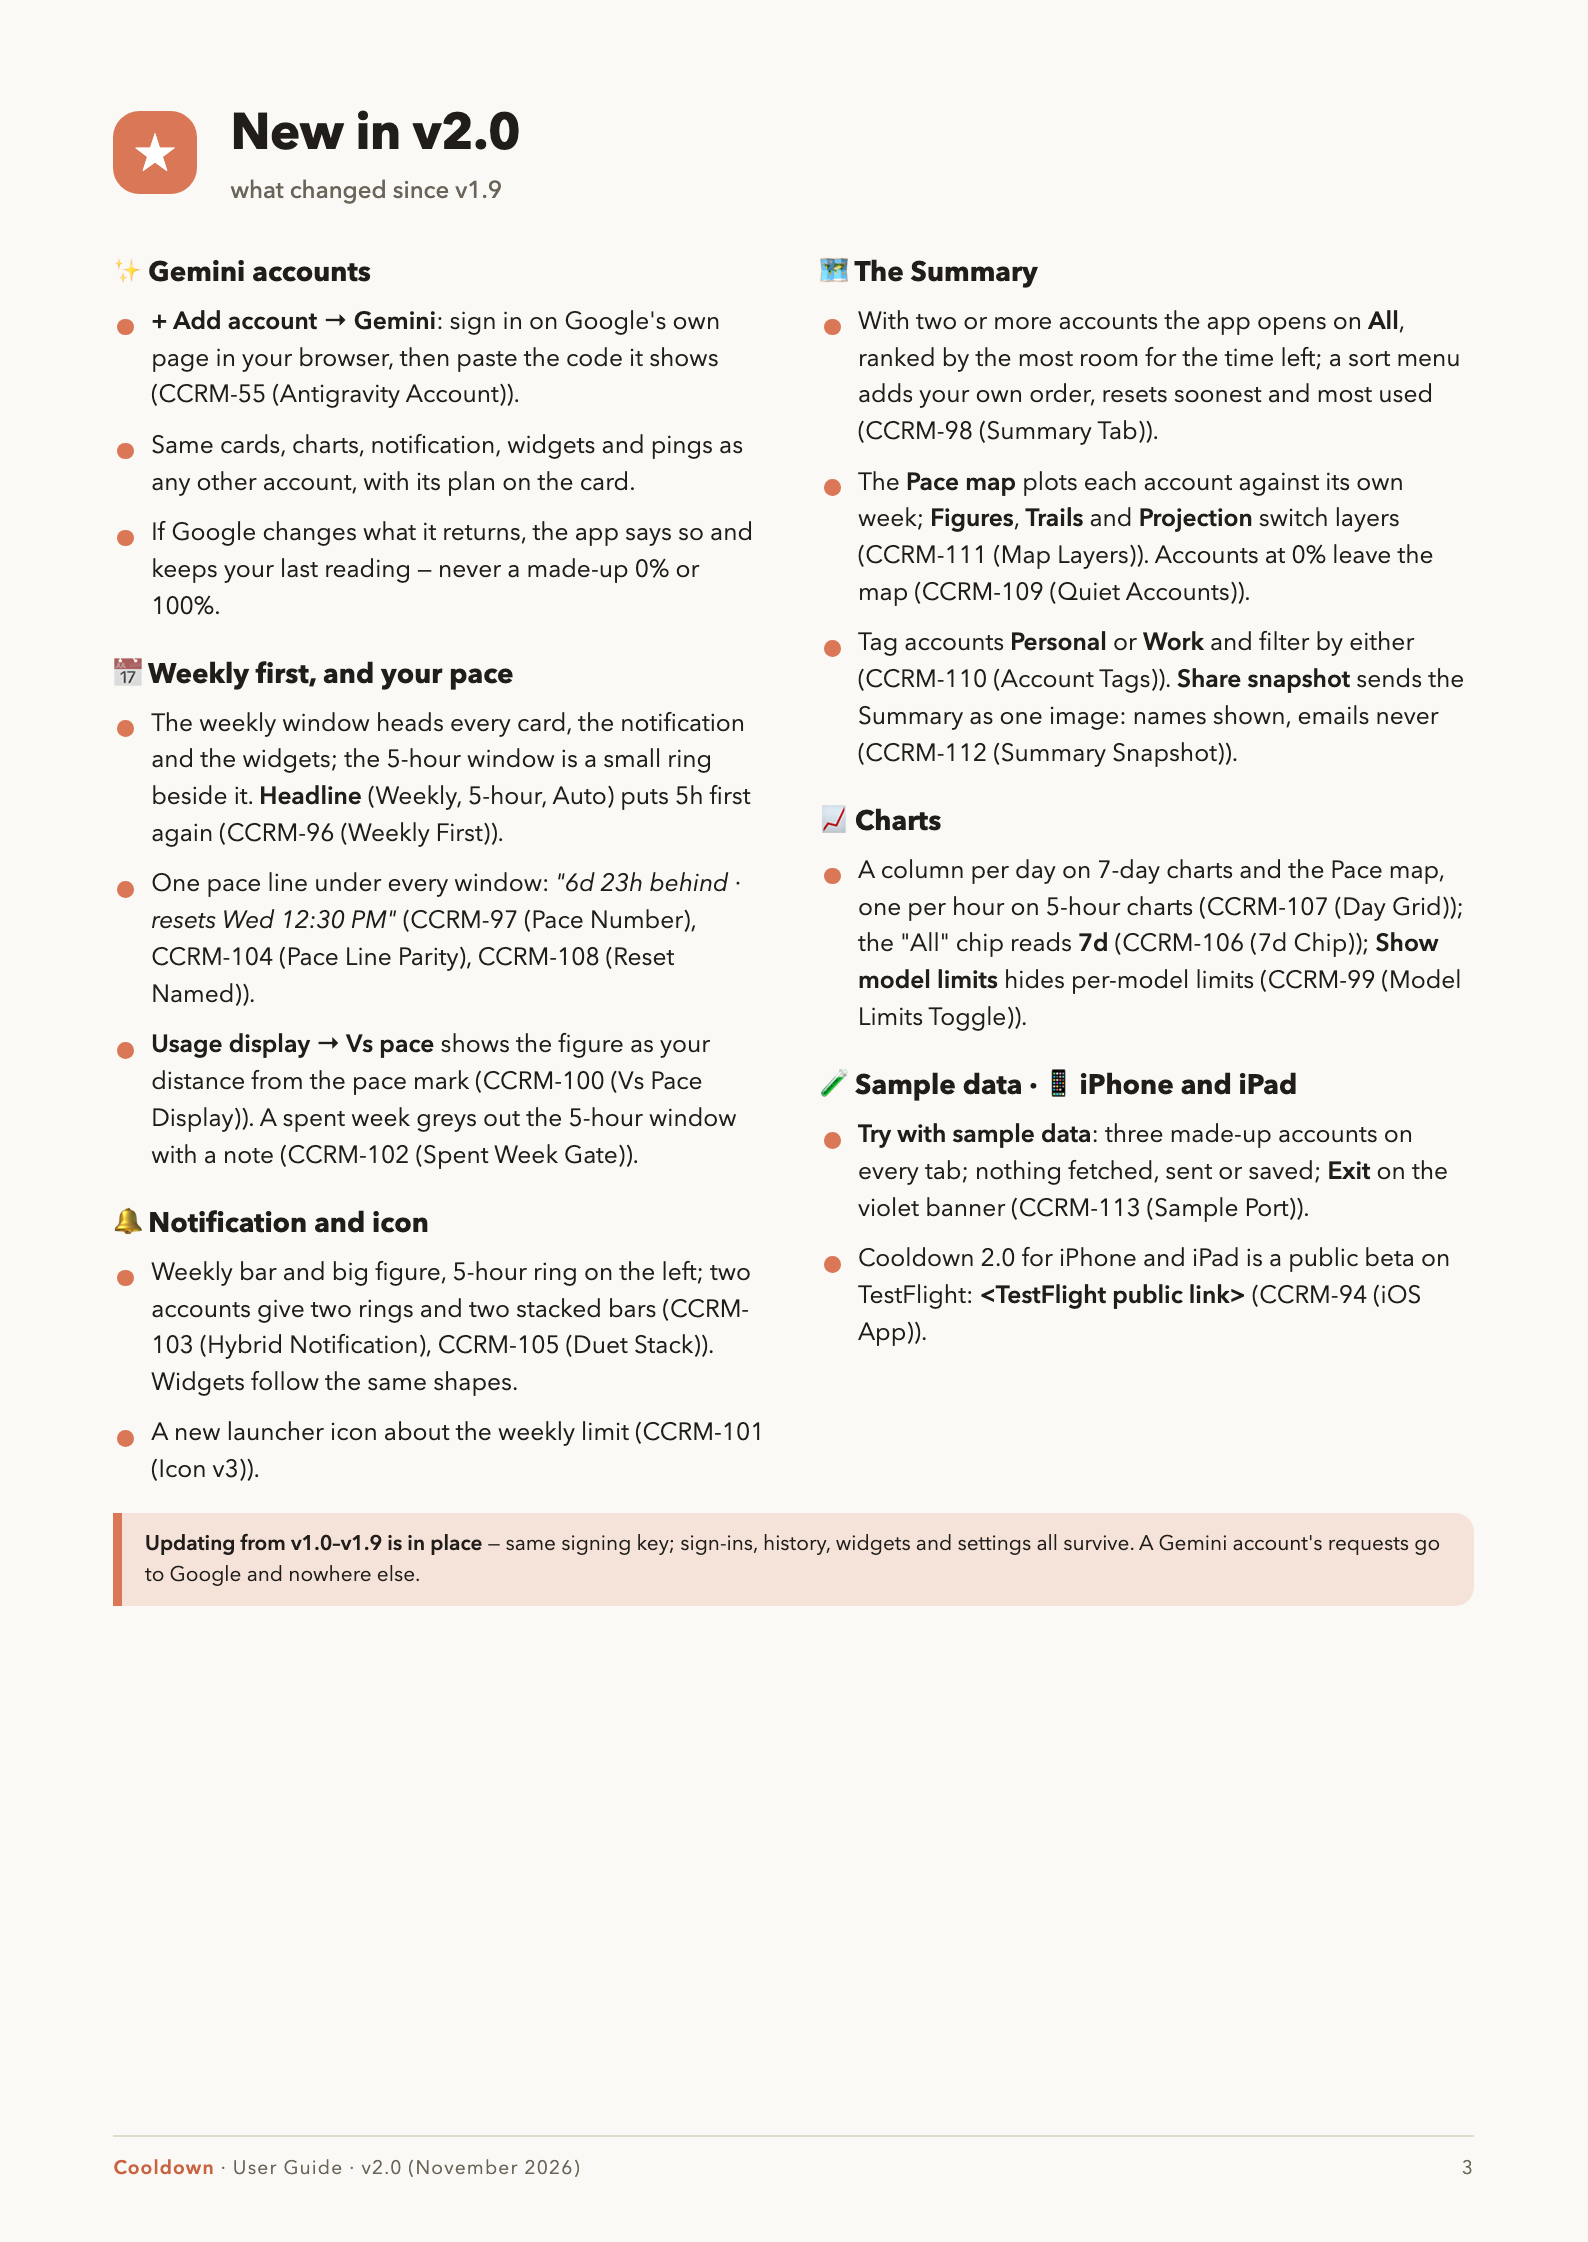 New in v2.0
what changed since v1.9
✨ Gemini accounts
+ Add account → Gemini: sign in on Google's own
page in your browser, then paste the code it shows
(CCRM-55 (Antigravity Account)).
Same cards, charts, notification, widgets and pings as
any other account, with its plan on the card.
If Google changes what it returns, the app says so and
keeps your last reading – never a made-up 0% or
100%.
📅 Weekly first, and your pace
The weekly window heads every card, the notification
and the widgets; the 5-hour window is a small ring
beside it. Headline (Weekly, 5-hour, Auto) puts 5h first
again (CCRM-96 (Weekly First)).
One pace line under every window: "6d 23h behind ·
resets Wed 12:30 PM" (CCRM-97 (Pace Number),
CCRM-104 (Pace Line Parity), CCRM-108 (Reset
Named)).
Usage display → Vs pace shows the figure as your
distance from the pace mark (CCRM-100 (Vs Pace
Display)). A spent week greys out the 5-hour window
with a note (CCRM-102 (Spent Week Gate)).
🔔 Notification and icon
Weekly bar and big figure, 5-hour ring on the left; two
accounts give two rings and two stacked bars (CCRM-
103 (Hybrid Notification), CCRM-105 (Duet Stack)).
Widgets follow the same shapes.
A new launcher icon about the weekly limit (CCRM-101
(Icon v3)).
🗺️ The Summary
With two or more accounts the app opens on All,
ranked by the most room for the time left; a sort menu
adds your own order, resets soonest and most used
(CCRM-98 (Summary Tab)).
The Pace map plots each account against its own
week; Figures, Trails and Projection switch layers
(CCRM-111 (Map Layers)). Accounts at 0% leave the
map (CCRM-109 (Quiet Accounts)).
Tag accounts Personal or Work and filter by either
(CCRM-110 (Account Tags)). Share snapshot sends the
Summary as one image: names shown, emails never
(CCRM-112 (Summary Snapshot)).
📈 Charts
A column per day on 7-day charts and the Pace map,
one per hour on 5-hour charts (CCRM-107 (Day Grid));
the "All" chip reads 7d (CCRM-106 (7d Chip)); Show
model limits hides per-model limits (CCRM-99 (Model
Limits Toggle)).
🧪 Sample data · 📱 iPhone and iPad
Try with sample data: three made-up accounts on
every tab; nothing fetched, sent or saved; Exit on the
violet banner (CCRM-113 (Sample Port)).
Cooldown 2.0 for iPhone and iPad is a public beta on
TestFlight: <TestFlight public link> (CCRM-94 (iOS
App)).
Updating from v1.0–v1.9 is in place – same signing key; sign-ins, history, widgets and settings all survive. A Gemini account's requests go
to Google and nowhere else.
Cooldown · User Guide · v2.0 (November 2026)
3